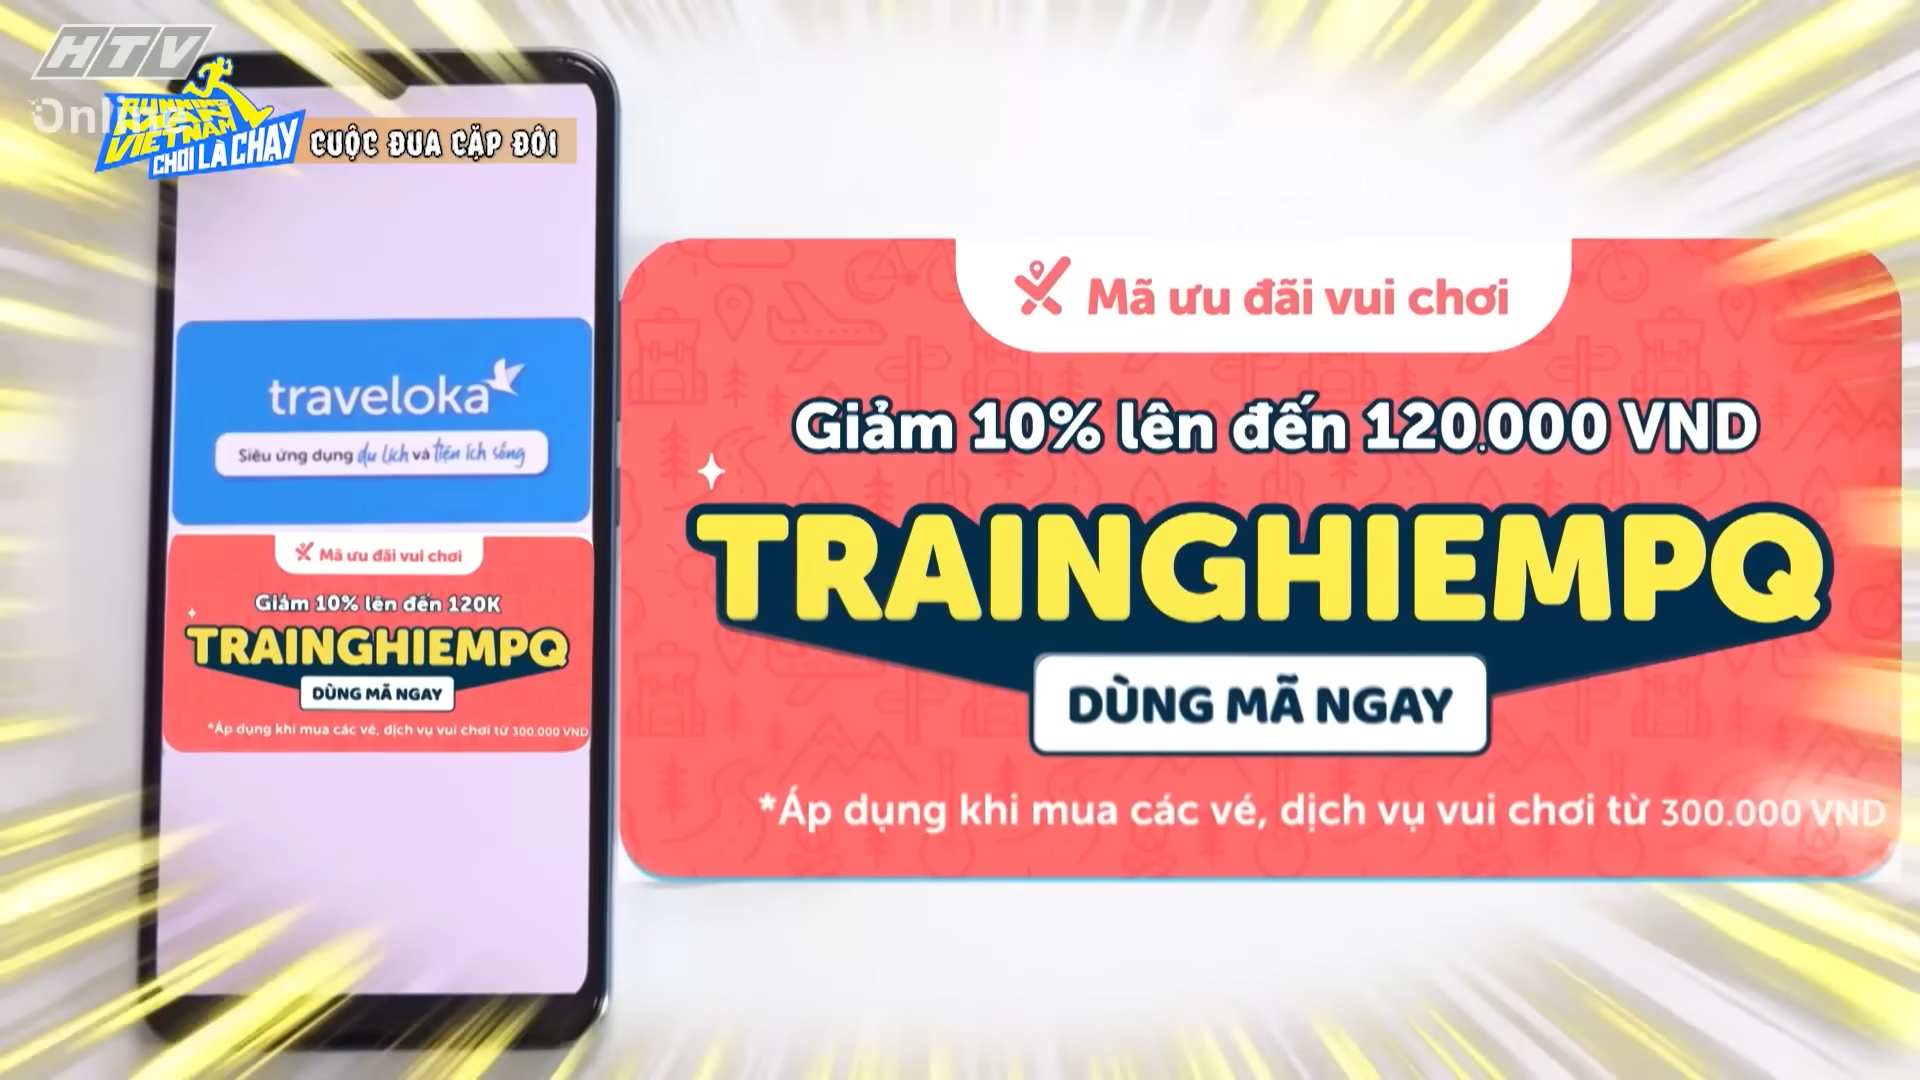 HTV
Online
RUNNING
VIETNAM
CHƠI LÀ CHẠY
CUỘC ĐUA CẶP ĐÔI
traveloka
Siêu ứng dụng du lịch và tiện ích sống
Mã ưu đãi vui chơi
Giảm 10% lên đến 120K
TRAINGHIEMPQ
DÙNG MÃ NGAY
*Áp dụng khi mua các vé, dịch vụ vui chơi từ 300.000 VND
Mã ưu đãi vui chơi
Giảm 10% lên đến 120.000 VND
TRAINGHIEMPQ
DÙNG MÃ NGAY
*Áp dụng khi mua các vé, dịch vụ vui chơi từ 300.000 VND